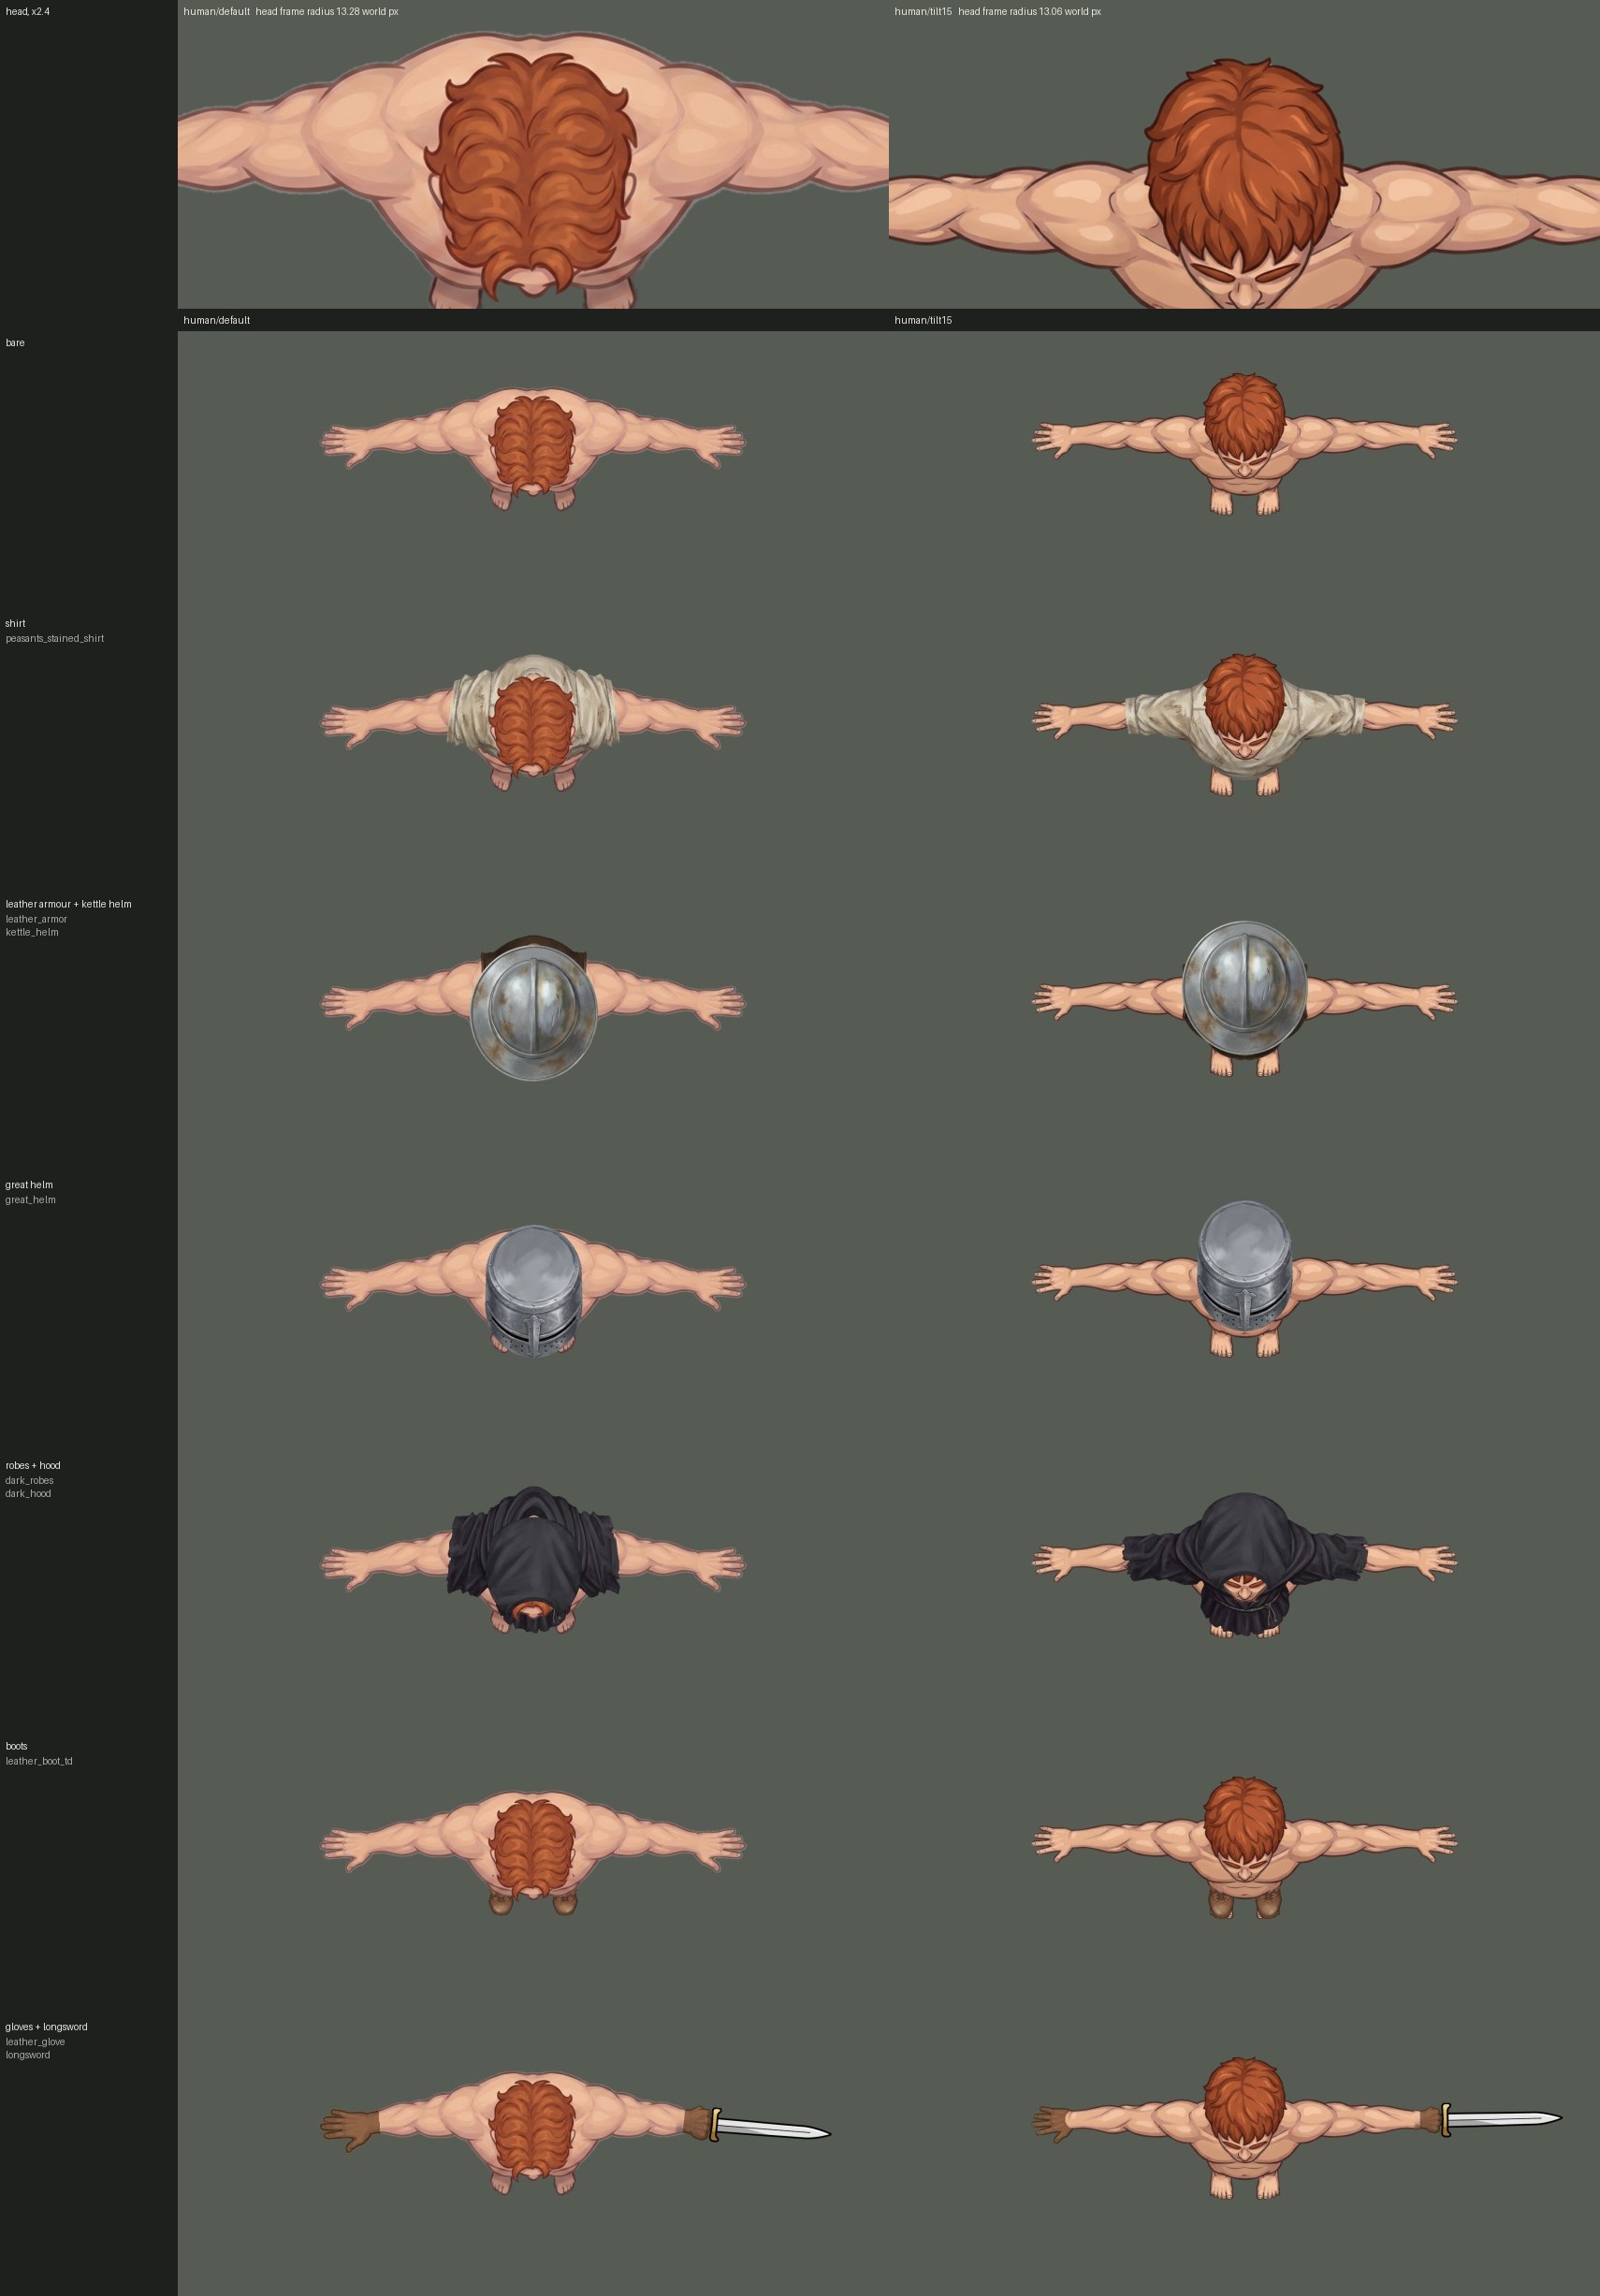 head, x2.4
human/default head frame radius 13.28 world px
human/tilt15 head frame radius 13.06 world px
human/default
human/tilt15
bare
shirt
peasants_stained_shirt
leather armour + kettle helm
leather_armor
kettle_helm
great helm
great_helm
robes + hood
dark_robes
dark_hood
boots
leather_boot_td
gloves + longsword
leather_glove
longsword